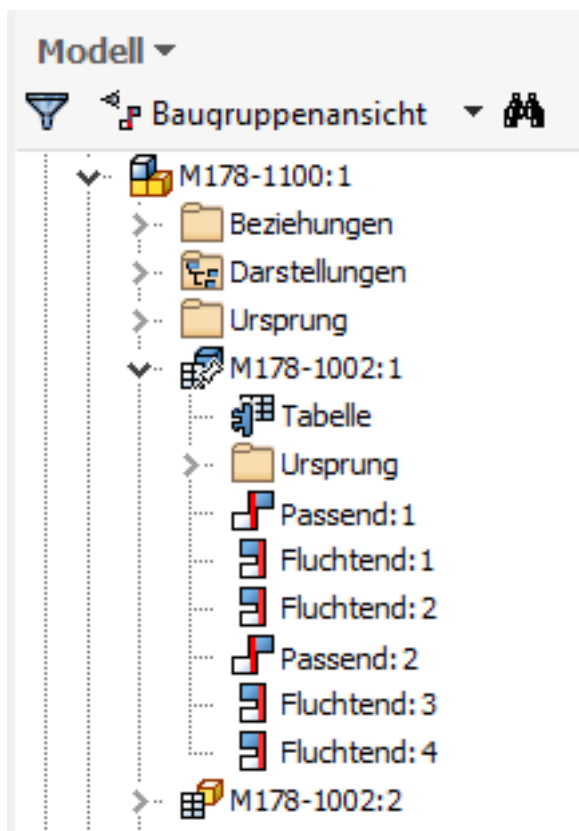 Modell
Baugruppenansicht
M178-1100:1
Beziehungen
Darstellungen
Ursprung
M178-1002:1
Tabelle
Ursprung
Passend:1
Fluchtend:1
Fluchtend:2
Passend:2
Fluchtend:3
Fluchtend:4
M178-1002:2